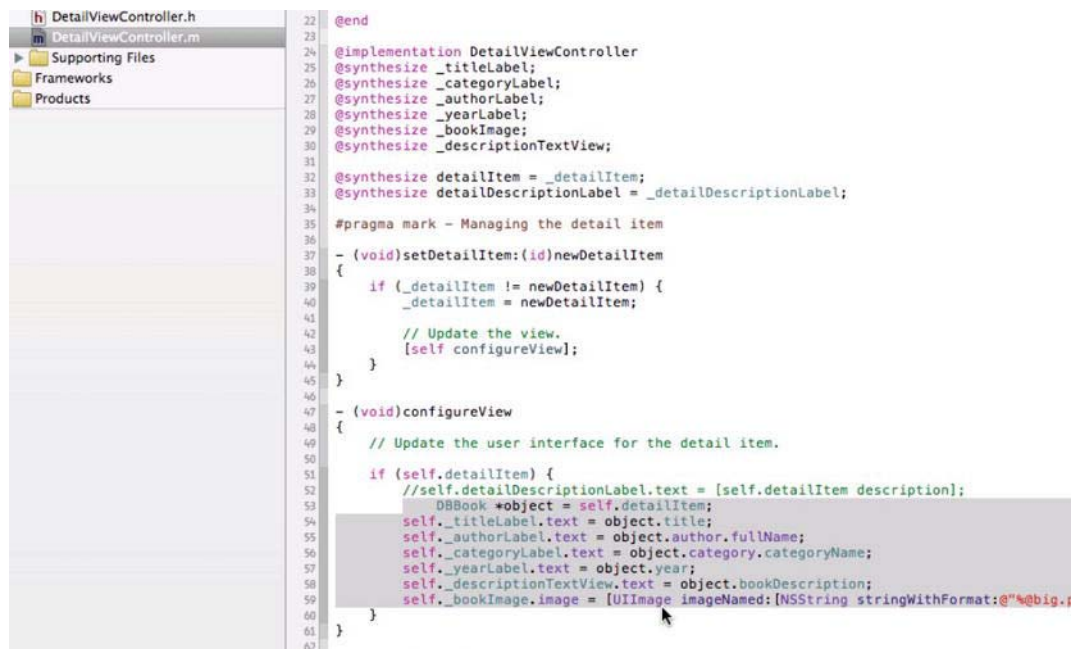 DetailViewController.h
DetailViewController.m
Supporting Files
Frameworks
Products
22 @end
23
24 @implementation DetailViewController
25 @synthesize _titleLabel;
26 @synthesize _categoryLabel;
27 @synthesize _authorLabel;
28 @synthesize _yearLabel;
29 @synthesize _bookImage;
30 @synthesize _descriptionTextView;
31
32 @synthesize detailItem = _detailItem;
33 @synthesize detailDescriptionLabel = _detailDescriptionLabel;
34
35 #pragma mark - Managing the detail item
36
37 - (void)setDetailItem:(id)newDetailItem
38 {
39 if (_detailItem != newDetailItem) {
40 _detailItem = newDetailItem;
41
42 // Update the view.
43 [self configureView];
44 }
45 }
46
47 - (void)configureView
48 {
49 // Update the user interface for the detail item.
50
51 if (self.detailItem) {
52 //self.detailDescriptionLabel.text = [self.detailItem description];
53 DBBook *object = self.detailItem;
54 self._titleLabel.text = object.title;
55 self._authorLabel.text = object.author.fullName;
56 self._categoryLabel.text = object.category.categoryName;
57 self._yearLabel.text = object.year;
58 self._descriptionTextView.text = object.bookDescription;
59 self._bookImage.image = [UIImage imageNamed:[NSString stringWithFormat:@"%@big.p
60 }
61 }
62